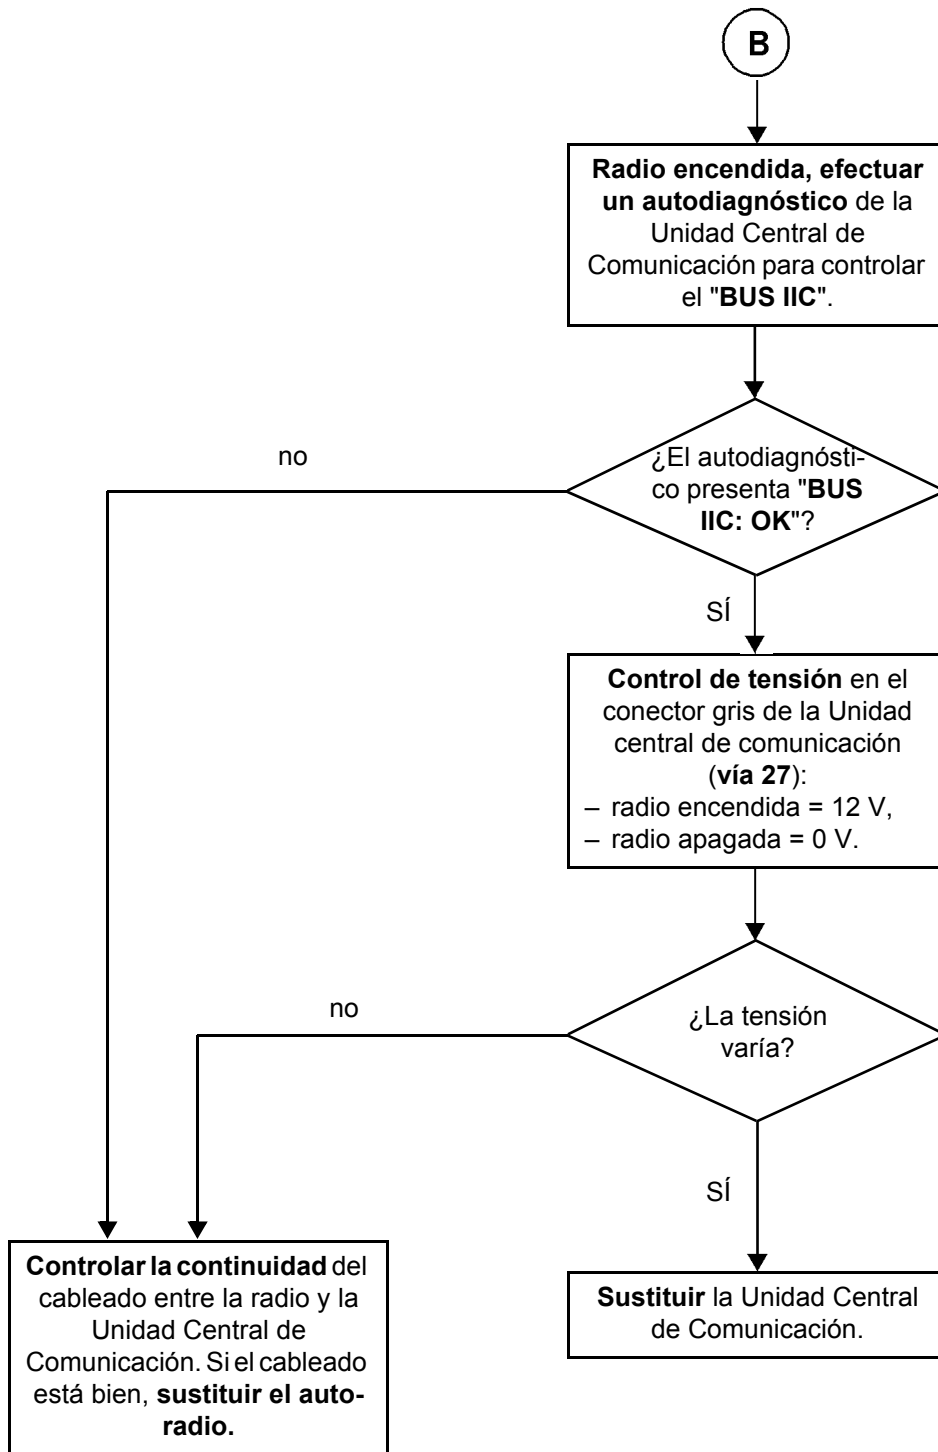 B
Radio encendida, efectuar
un autodiagnóstico de la
Unidad Central de
Comunicación para controlar
el "BUS IIC".
no
¿El autodiagnósti-
co presenta "BUS
IIC: OK"?
SÍ
Control de tensión en el
conector gris de la Unidad
central de comunicación
(vía 27):
– radio encendida = 12 V,
– radio apagada = 0 V.
no
¿La tensión
varía?
SÍ
Controlar la continuidad del
cableado entre la radio y la
Unidad Central de
Comunicación. Si el cableado
está bien, sustituir el auto-
radio.
Sustituir la Unidad Central
de Comunicación.